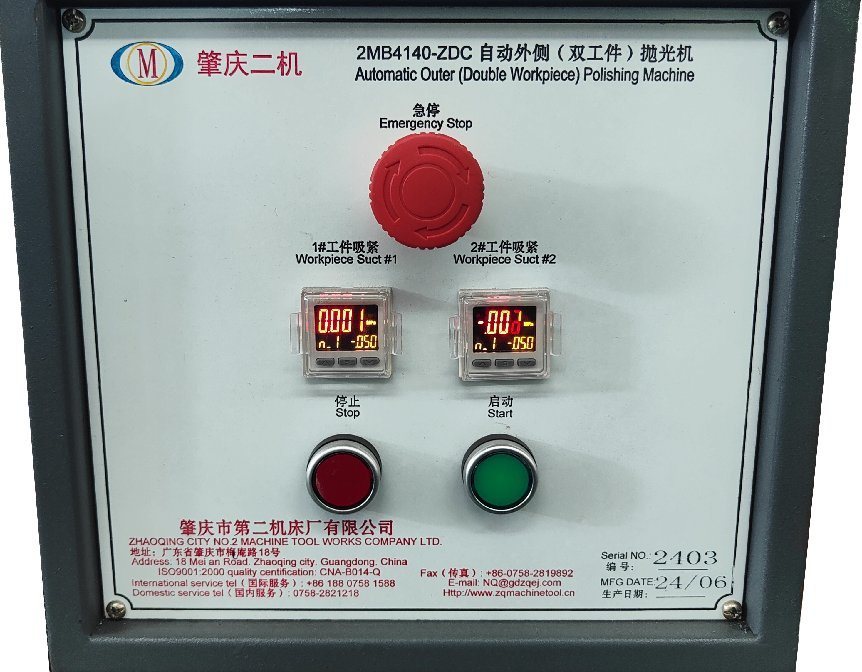 M 肇庆二机
2MB4140-ZDC 自动外侧（双工件）抛光机
Automatic Outer (Double Workpiece) Polishing Machine
急停
Emergency Stop
1#工件吸紧
Workpiece Suct #1
2#工件吸紧
Workpiece Suct #2
0.001
n_1 -.050
-.00
n_1 -.050
停止
Stop
启动
Start
肇庆市第二机床厂有限公司
ZHAOQING CITY NO.2 MACHINE TOOL WORKS COMPANY LTD.
地址：广东省肇庆市梅庵路18号
Address: 18 Mei an Road. Zhaoqing city. Guangdong. China
ISO9001:2000 quality centification: CNA-B014-Q
International service tel（国际服务）: +86 188 0758 1588
Domestic service tel（国内服务）: 0758-2821218
Fax（传真）: +86-0758-2819892
E-mail: NQ@gdzqej.com
Http://www.zqmachinetool.cn
Serial NO.: 2403
编 号：
MFG DATE: 24/06
生产日期：